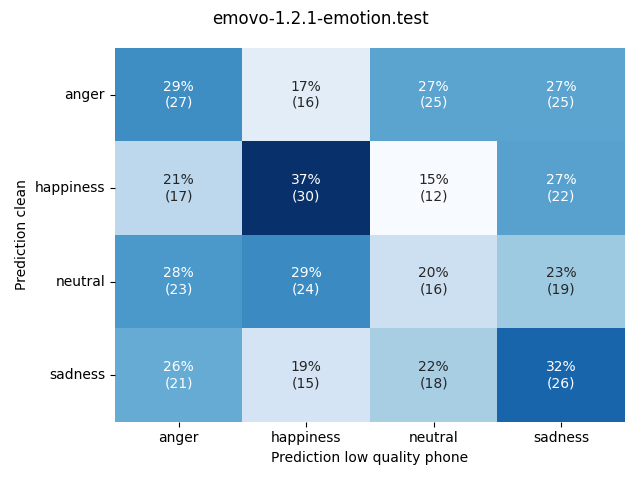 emovo-1.2.1-emotion.test
Prediction clean
anger
29% 17% 27% 27%
(27) (16) (25) (25)
happiness
21% 37% 15% 27%
(17) (30) (12) (22)
neutral
28% 29% 20% 23%
(23) (24) (16) (19)
sadness
26% 19% 22% 32%
(21) (15) (18) (26)
anger happiness neutral sadness
Prediction low quality phone